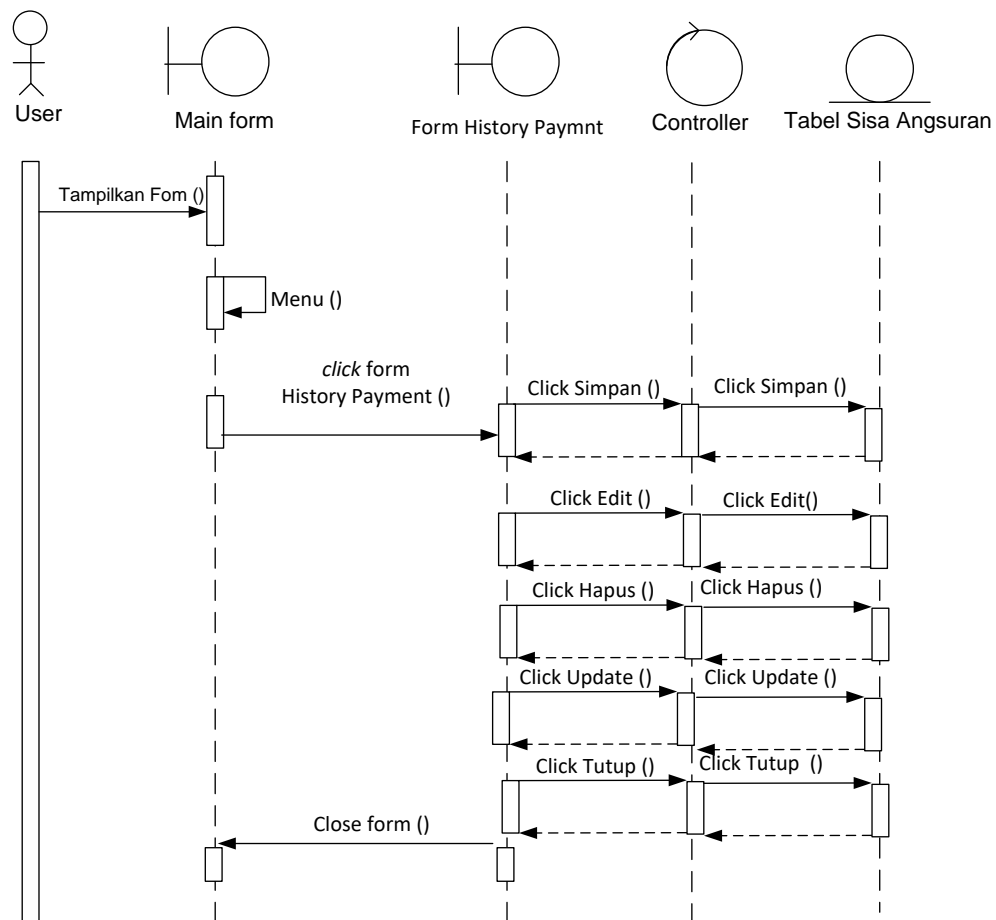 User
Main form
Form History Paymnt
Controller
Tabel Sisa Angsuran
Tampilkan Fom ()
Menu ()
click form
History Payment ()
Click Simpan ()
Click Simpan ()
Click Edit ()
Click Edit()
Click Hapus ()
Click Hapus ()
Click Update ()
Click Update ()
Click Tutup ()
Click Tutup  ()
Close form ()